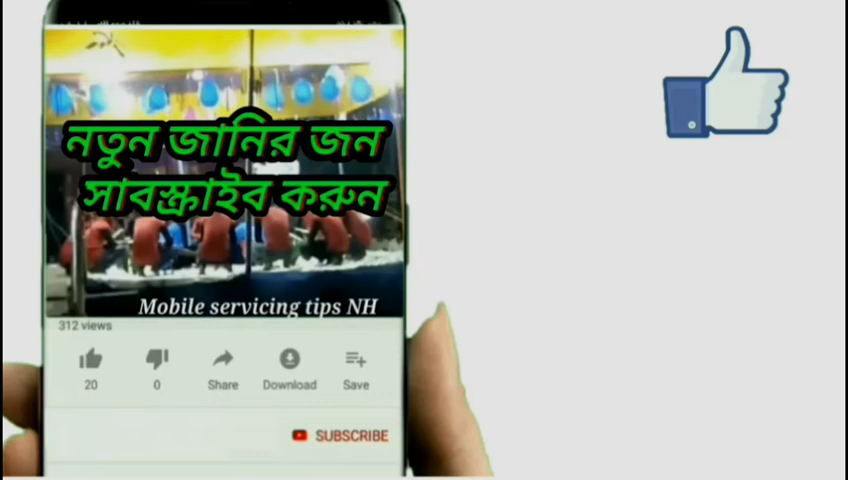 নতুন জানির জন
সাবস্ক্রাইব করুন
Mobile servicing tips NH
312 views
20
0
Share
Download
Save
SUBSCRIBE